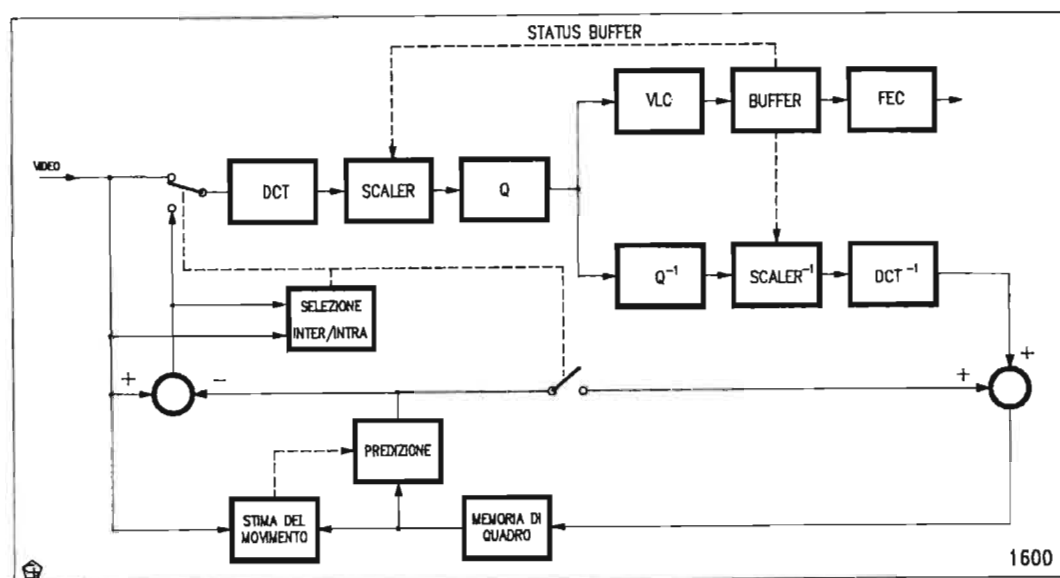 STATUS BUFFER
VLC
BUFFER
FEC
VIDEO
DCT
SCALER
Q
Q⁻¹
SCALER⁻¹
DCT⁻¹
SELEZIONE
INTER/INTRA
+
-
+
+
PREDIZIONE
STIMA DEL
MOVIMENTO
MEMORIA DI
QUADRO
1600